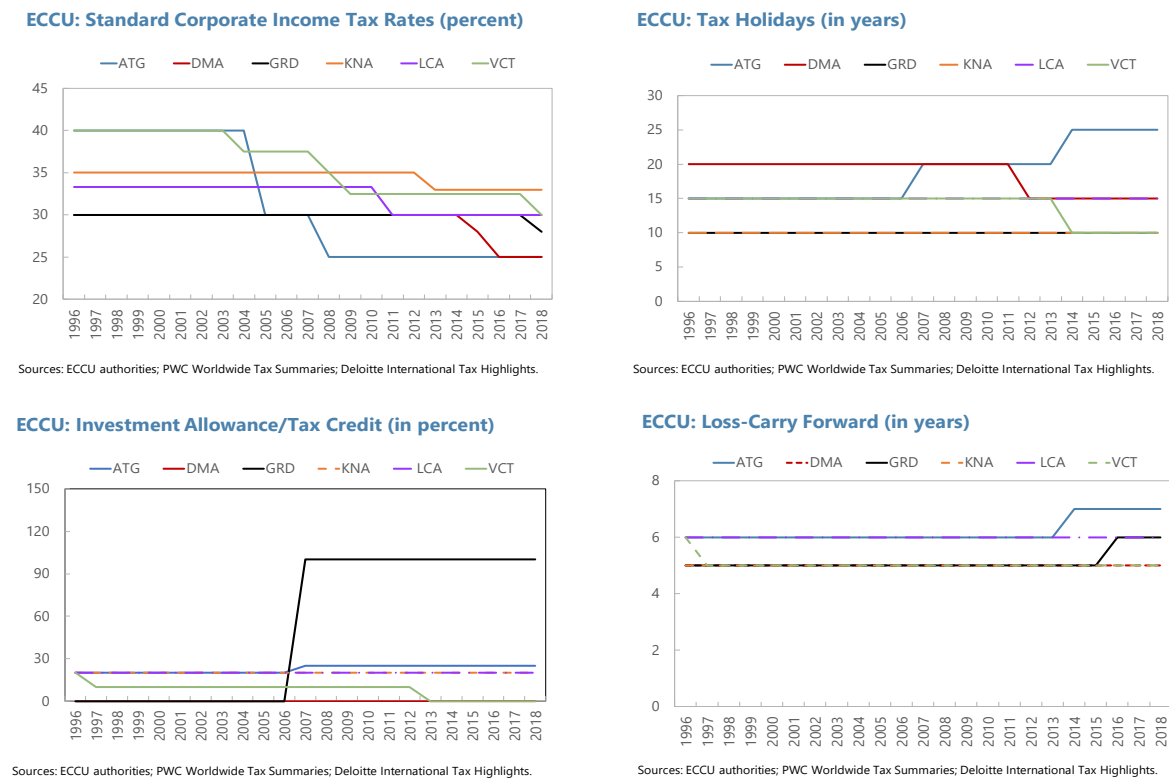 ECCU: Standard Corporate Income Tax Rates (percent)
ATG DMA GRD KNA LCA VCT
45
40
35
30
25
20
1996 1997 1998 1999 2000 2001 2002 2003 2004 2005 2006 2007 2008 2009 2010 2011 2012 2013 2014 2015 2016 2017 2018
Sources: ECCU authorities; PWC Worldwide Tax Summaries; Deloitte International Tax Highlights.
ECCU: Tax Holidays (in years)
ATG DMA GRD KNA LCA VCT
30
25
20
15
10
5
0
1996 1997 1998 1999 2000 2001 2002 2003 2004 2005 2006 2007 2008 2009 2010 2011 2012 2013 2014 2015 2016 2017 2018
Sources: ECCU authorities; PWC Worldwide Tax Summaries; Deloitte International Tax Highlights.
ECCU: Investment Allowance/Tax Credit (in percent)
ATG DMA GRD KNA LCA VCT
150
120
90
60
30
0
1996 1997 1998 1999 2000 2001 2002 2003 2004 2005 2006 2007 2008 2009 2010 2011 2012 2013 2014 2015 2016 2017 2018
Sources: ECCU authorities; PWC Worldwide Tax Summaries; Deloitte International Tax Highlights.
ECCU: Loss-Carry Forward (in years)
ATG DMA GRD KNA LCA VCT
8
6
4
2
0
1996 1997 1998 1999 2000 2001 2002 2003 2004 2005 2006 2007 2008 2009 2010 2011 2012 2013 2014 2015 2016 2017 2018
Sources: ECCU authorities; PWC Worldwide Tax Summaries; Deloitte International Tax Highlights.